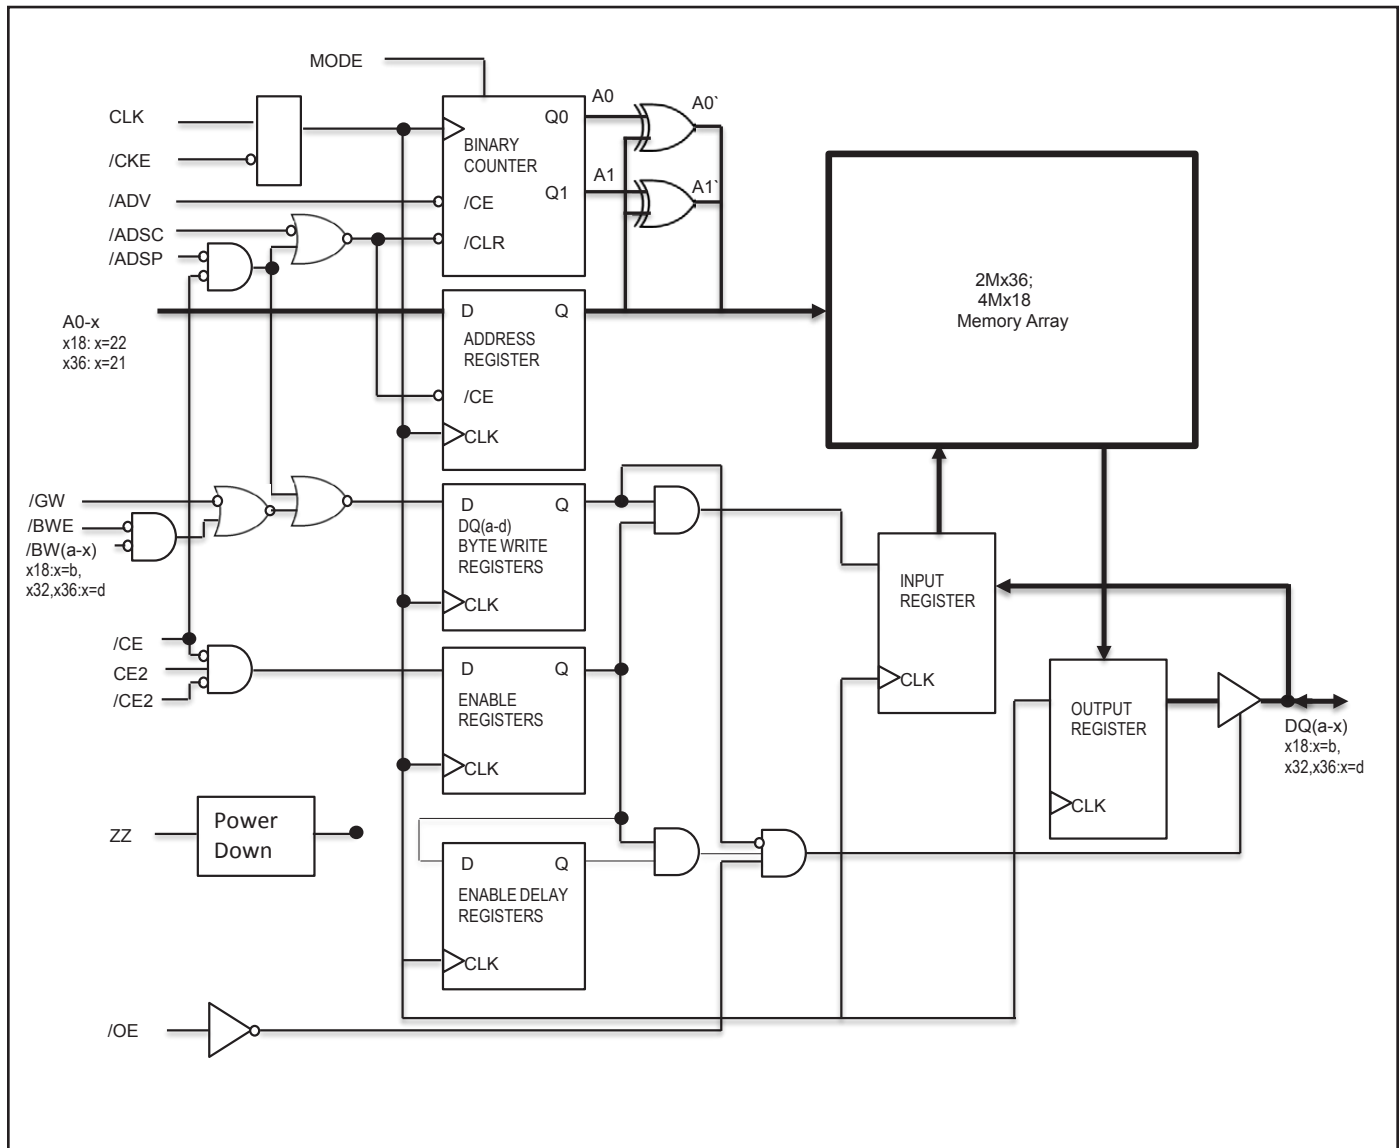 MODE
CLK
/CKE
/ADV
/ADSC
/ADSP
A0-x
x18: x=22
x36: x=21
BINARY
COUNTER
Q0
Q1
/CE
/CLR
A0
A0`
A1
A1`
D
Q
ADDRESS
REGISTER
/CE
CLK
2Mx36;
4Mx18
Memory Array
/GW
/BWE
/BW(a-x)
x18:x=b,
x32,x36:x=d
D
Q
DQ(a-d)
BYTE WRITE
REGISTERS
CLK
INPUT
REGISTER
CLK
/CE
CE2
/CE2
D
Q
ENABLE
REGISTERS
CLK
OUTPUT
REGISTER
CLK
DQ(a-x)
x18:x=b,
x32,x36:x=d
ZZ
Power
Down
D
Q
ENABLE DELAY
REGISTERS
CLK
/OE